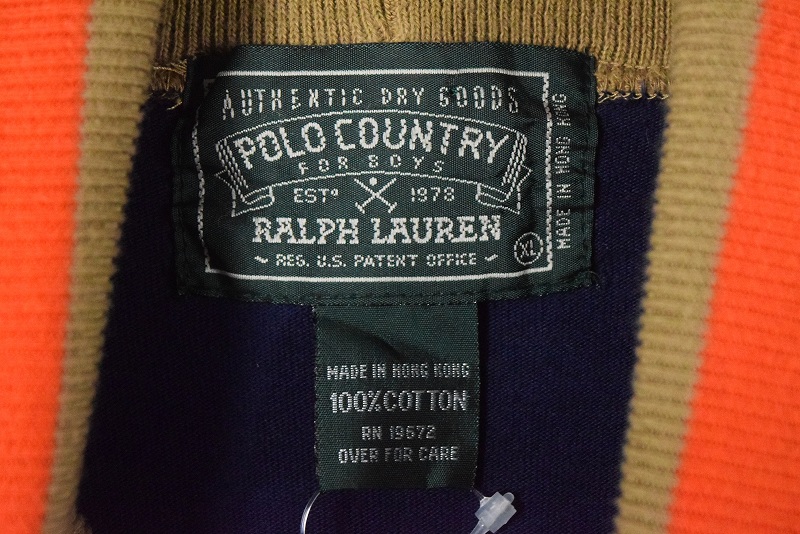 AUTHENTIC DRY GOODS
POLO COUNTRY
FOR BOYS
ESTD 1978
RALPH LAUREN
~ REG. U.S. PATENT OFFICE ~
XL
MADE IN HONG KONG
MADE IN HONG KONG
100%COTTON
RN 19572
OVER FOR CARE